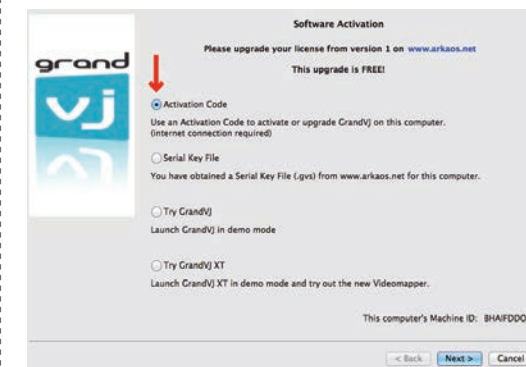 Software Activation
Please upgrade your license from version 1 on www.arkaos.net
This upgrade is FREE!
grand
vj
Activation Code
Use an Activation Code to activate or upgrade GrandVJ on this computer.
(internet connection required)
Serial Key File
You have obtained a Serial Key File (.gvs) from www.arkaos.net for this computer.
Try GrandVJ
Launch GrandVJ in demo mode
Try GrandVJ XT
Launch GrandVJ XT in demo mode and try out the new Videomapper.
This computer's Machine ID: BHAIFDDO
< Back
Next >
Cancel